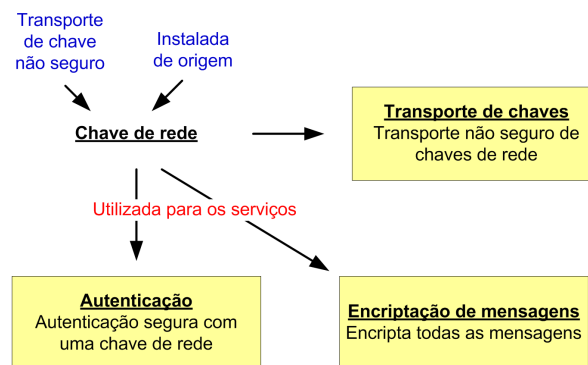 Transporte
de chave
não seguro
Instalada
de origem
Chave de rede
Transporte de chaves
Transporte não seguro de
chaves de rede
Utilizada para os serviços
Autenticação
Autenticação segura com
uma chave de rede
Encriptação de mensagens
Encripta todas as mensagens